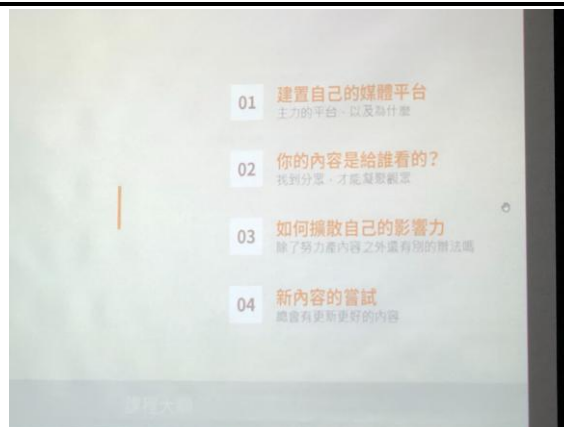 01
建置自己的媒體平台
主力的平台、以及為什麼
02
你的內容是給誰看的?
找到分眾、才能凝聚觀眾
03
如何擴散自己的影響力
除了努力產內容之外還有別的辦法嗎
04
新內容的嘗試
總會有更新更好的內容
課程大綱